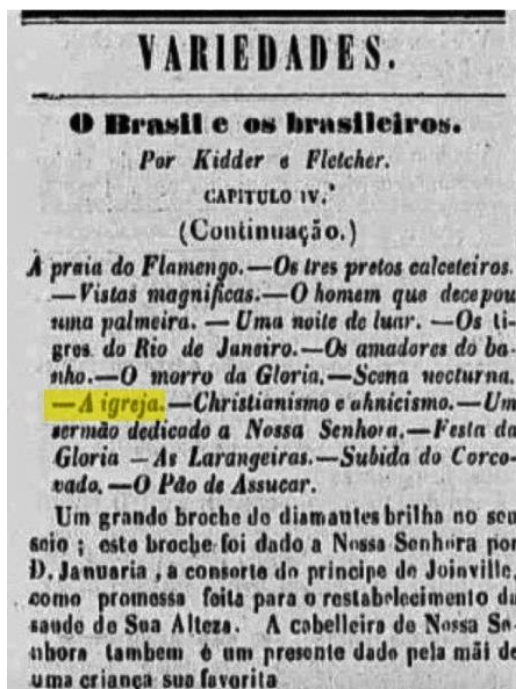 VARIEDADES.
O Brasil e os brasileiros.
Por Kidder e Fletcher.
CAPITULO IV.
(Continuação.)
À praia do Flamengo.—Os tres pretos calceteiros.
—Vistas magnificas.—O homem que decepou
uma palmeira. —Uma noite de luar. —Os ti-
gres do Rio de Janeiro.—Os amadores do ba-
nho.—O morro da Gloria.—Scena nocturna.
—A igreja.—Christianismo e ahnicismo.—Um
sermão dedicado a Nossa Senhora.—Festa da
Gloria —As Larangeiras.—Subida do Corco-
vado.—O Pão de Assucar.
Um grande broche de diamantes brilha no seu
seio ; este broche foi dado a Nossa Senhora por
D. Januaria , a consorte do principe de Joinville,
como promessa feita para o restabelecimento da
saude de Sua Alteza. A cabelleira de Nossa Se-
nhora tambem é um presente dado pela mãi de
uma criança sua favorita